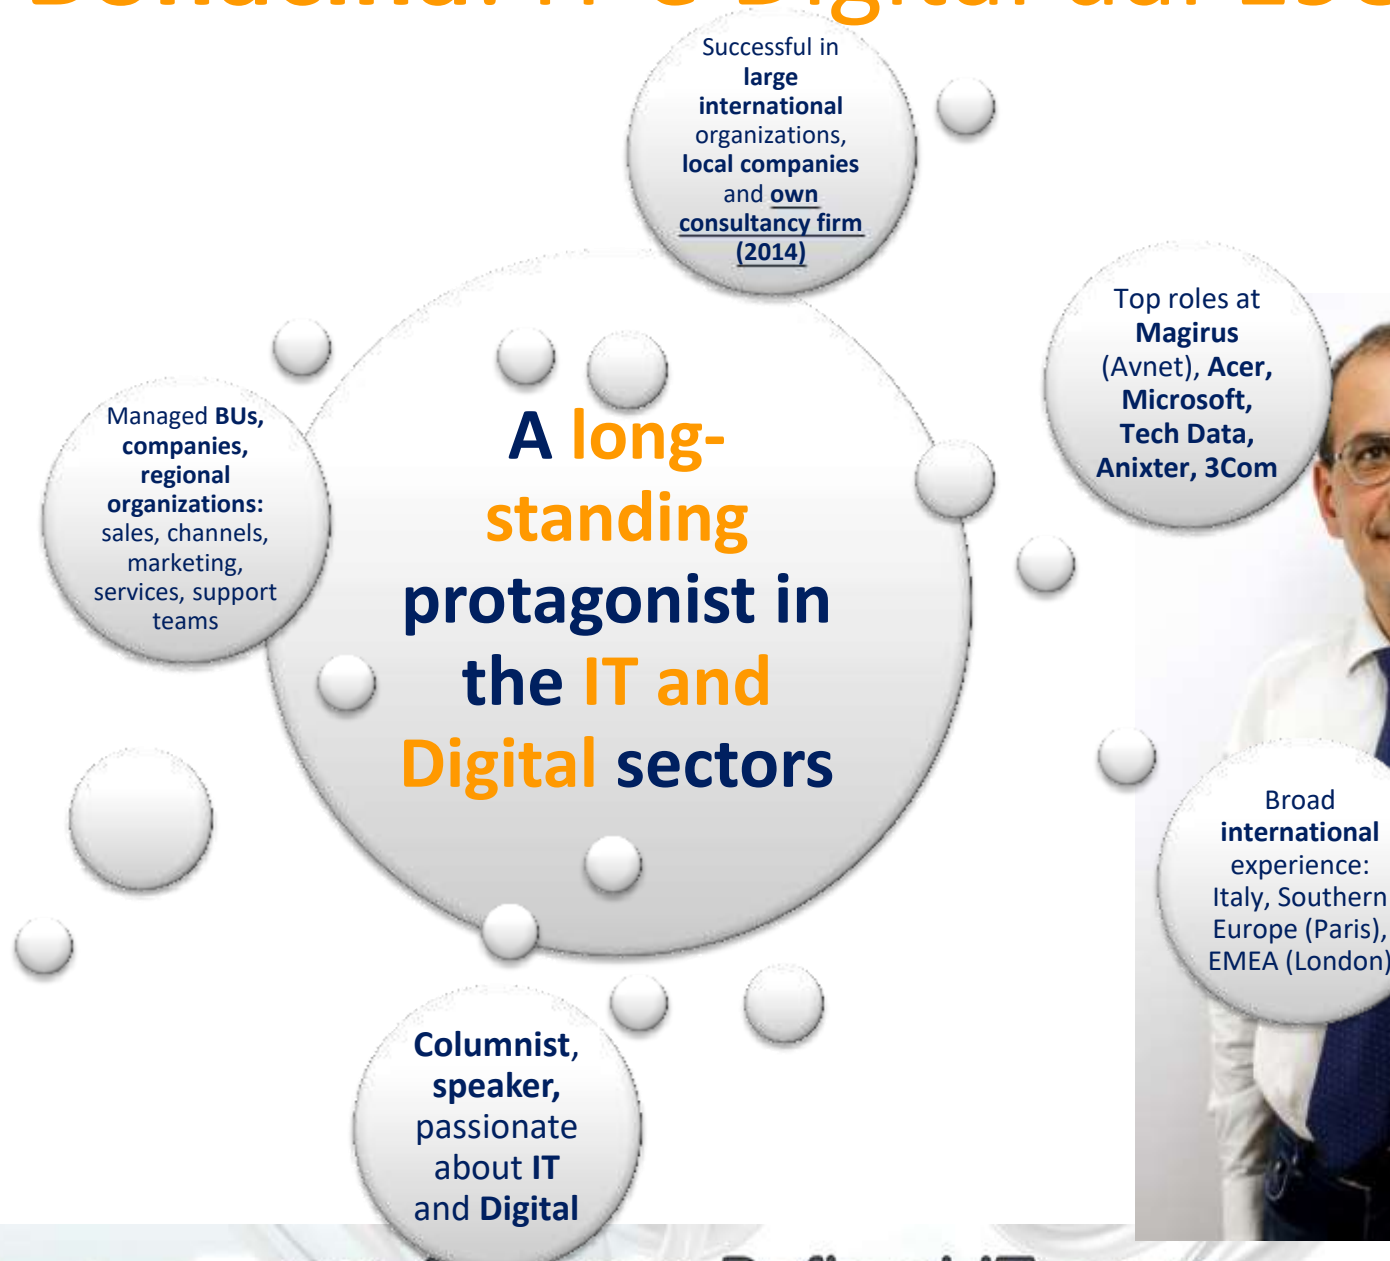 Successful in
large
international
organizations,
local companies
and own
consultancy firm
(2014)
Top roles at
Magirus
(Avnet), Acer,
Microsoft,
Tech Data,
Anixter, 3Com
Managed BUs,
companies,
regional
organizations:
sales, channels,
marketing,
services, support
teams
A long-
standing
protagonist in
the IT and
Digital sectors
Broad
international
experience:
Italy, Southern
Europe (Paris),
EMEA (London)
Columnist,
speaker,
passionate
about IT
and Digital